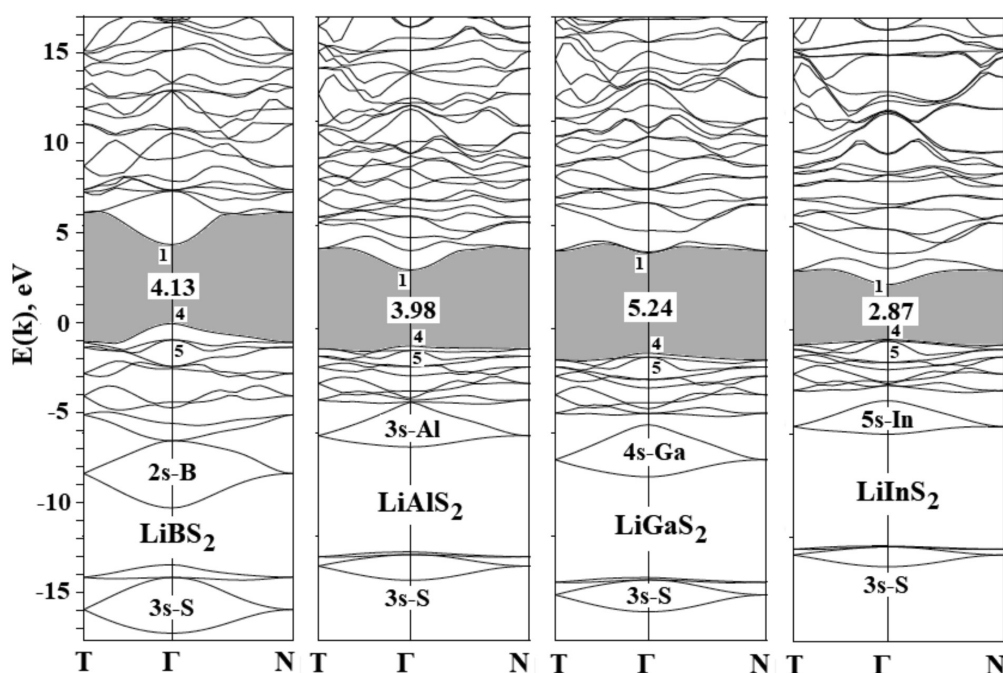 E(k), eV
15
10
5
0
-5
-10
-15
1
4.13
4
5
2s-B
LiBS2
3s-S
T Γ N
1
3.98
4
5
3s-Al
LiAlS2
3s-S
T Γ N
1
5.24
4
5
4s-Ga
LiGaS2
3s-S
T Γ N
1
2.87
4
5
5s-In
LiInS2
3s-S
T Γ N